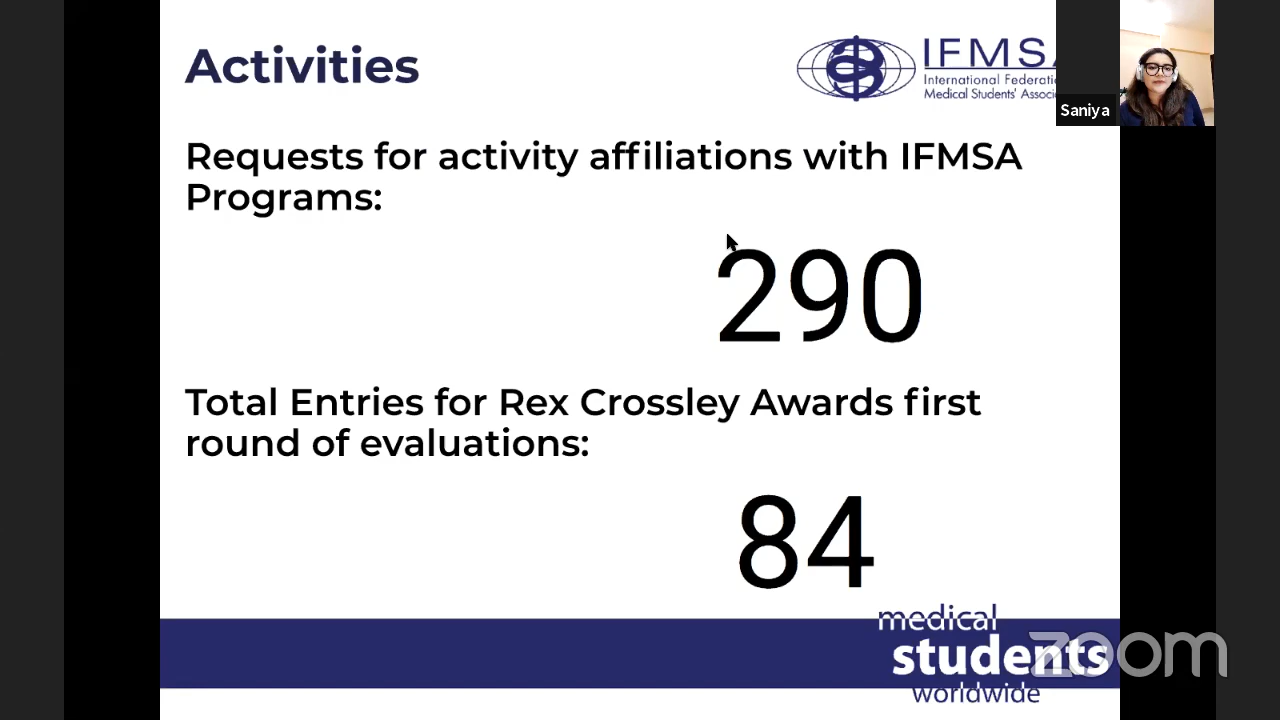 Activities
IFMSA
International Federatio
Medical Students' Associ
Saniya
Requests for activity affiliations with IFMSA
Programs:
290
Total Entries for Rex Crossley Awards first
round of evaluations:
84
medical
students
worldwide
zoom